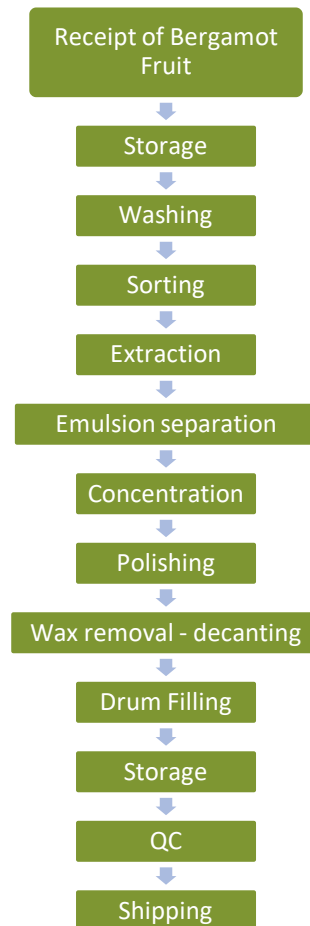 Receipt of Bergamot
Fruit
Storage
Washing
Sorting
Extraction
Emulsion separation
Concentration
Polishing
Wax removal - decanting
Drum Filling
Storage
QC
Shipping